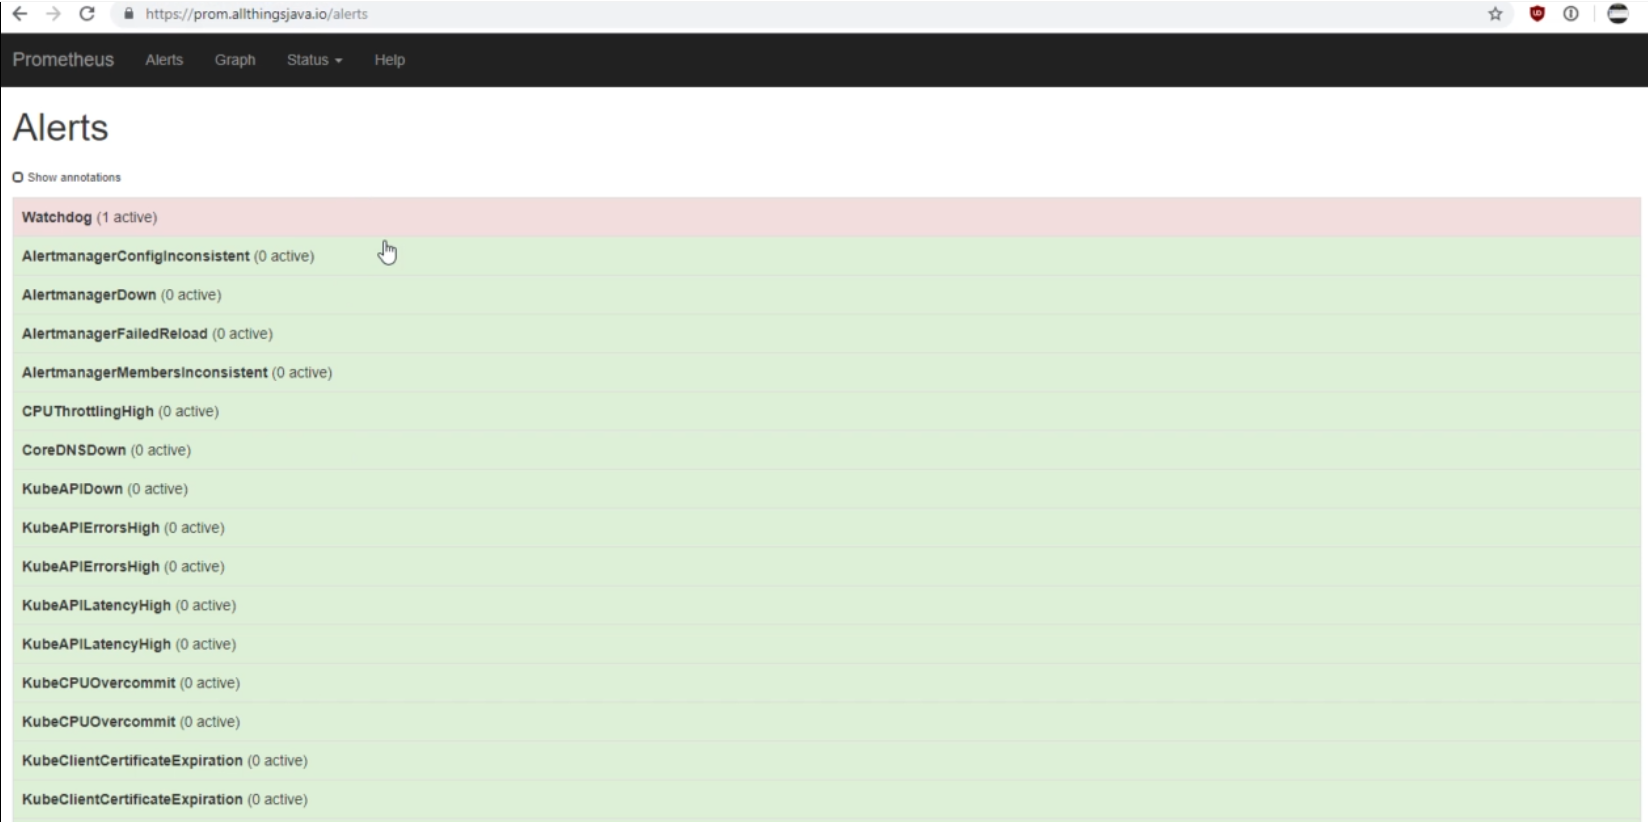 https://prom.allthingsjava.io/alerts
Prometheus Alerts Graph Status Help
Alerts
Show annotations
Watchdog (1 active)
AlertmanagerConfigInconsistent (0 active)
AlertmanagerDown (0 active)
AlertmanagerFailedReload (0 active)
AlertmanagerMembersInconsistent (0 active)
CPUThrottlingHigh (0 active)
CoreDNSDown (0 active)
KubeAPIDown (0 active)
KubeAPIErrorsHigh (0 active)
KubeAPIErrorsHigh (0 active)
KubeAPILatencyHigh (0 active)
KubeAPILatencyHigh (0 active)
KubeCPUOvercommit (0 active)
KubeCPUOvercommit (0 active)
KubeClientCertificateExpiration (0 active)
KubeClientCertificateExpiration (0 active)